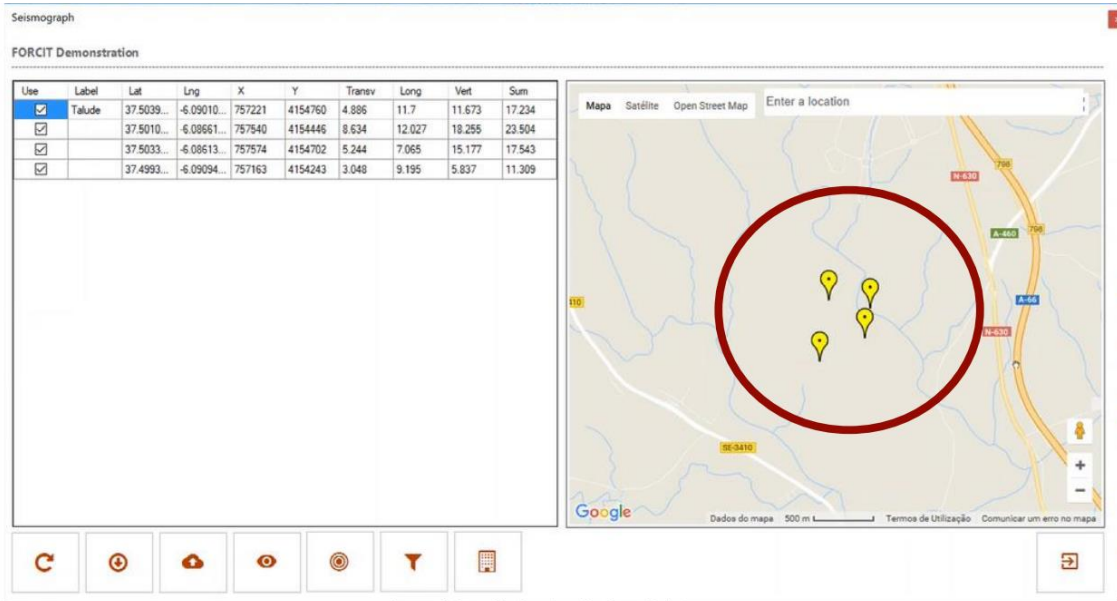 Seismograph
FORCIT Demonstration
Use Label Lat Lng X Y Transv Long Vert Sum
Talude 37.5039... -6.09010... 757221 4154760 4.886 11.7 11.673 17.234
37.5010... -6.08661... 757540 4154446 8.634 12.027 18.255 23.504
37.5033... -6.08613... 757574 4154702 5.244 7.065 15.177 17.543
37.4993... -6.09094... 757163 4154243 3.048 9.195 5.837 11.309
Mapa Satélite Open Street Map Enter a location
798
N-630
A-460 798
A-66
N-630
SE-3410
Google
Dados do mapa 500 m Termos de Utilização Comunicar um erro no mapa